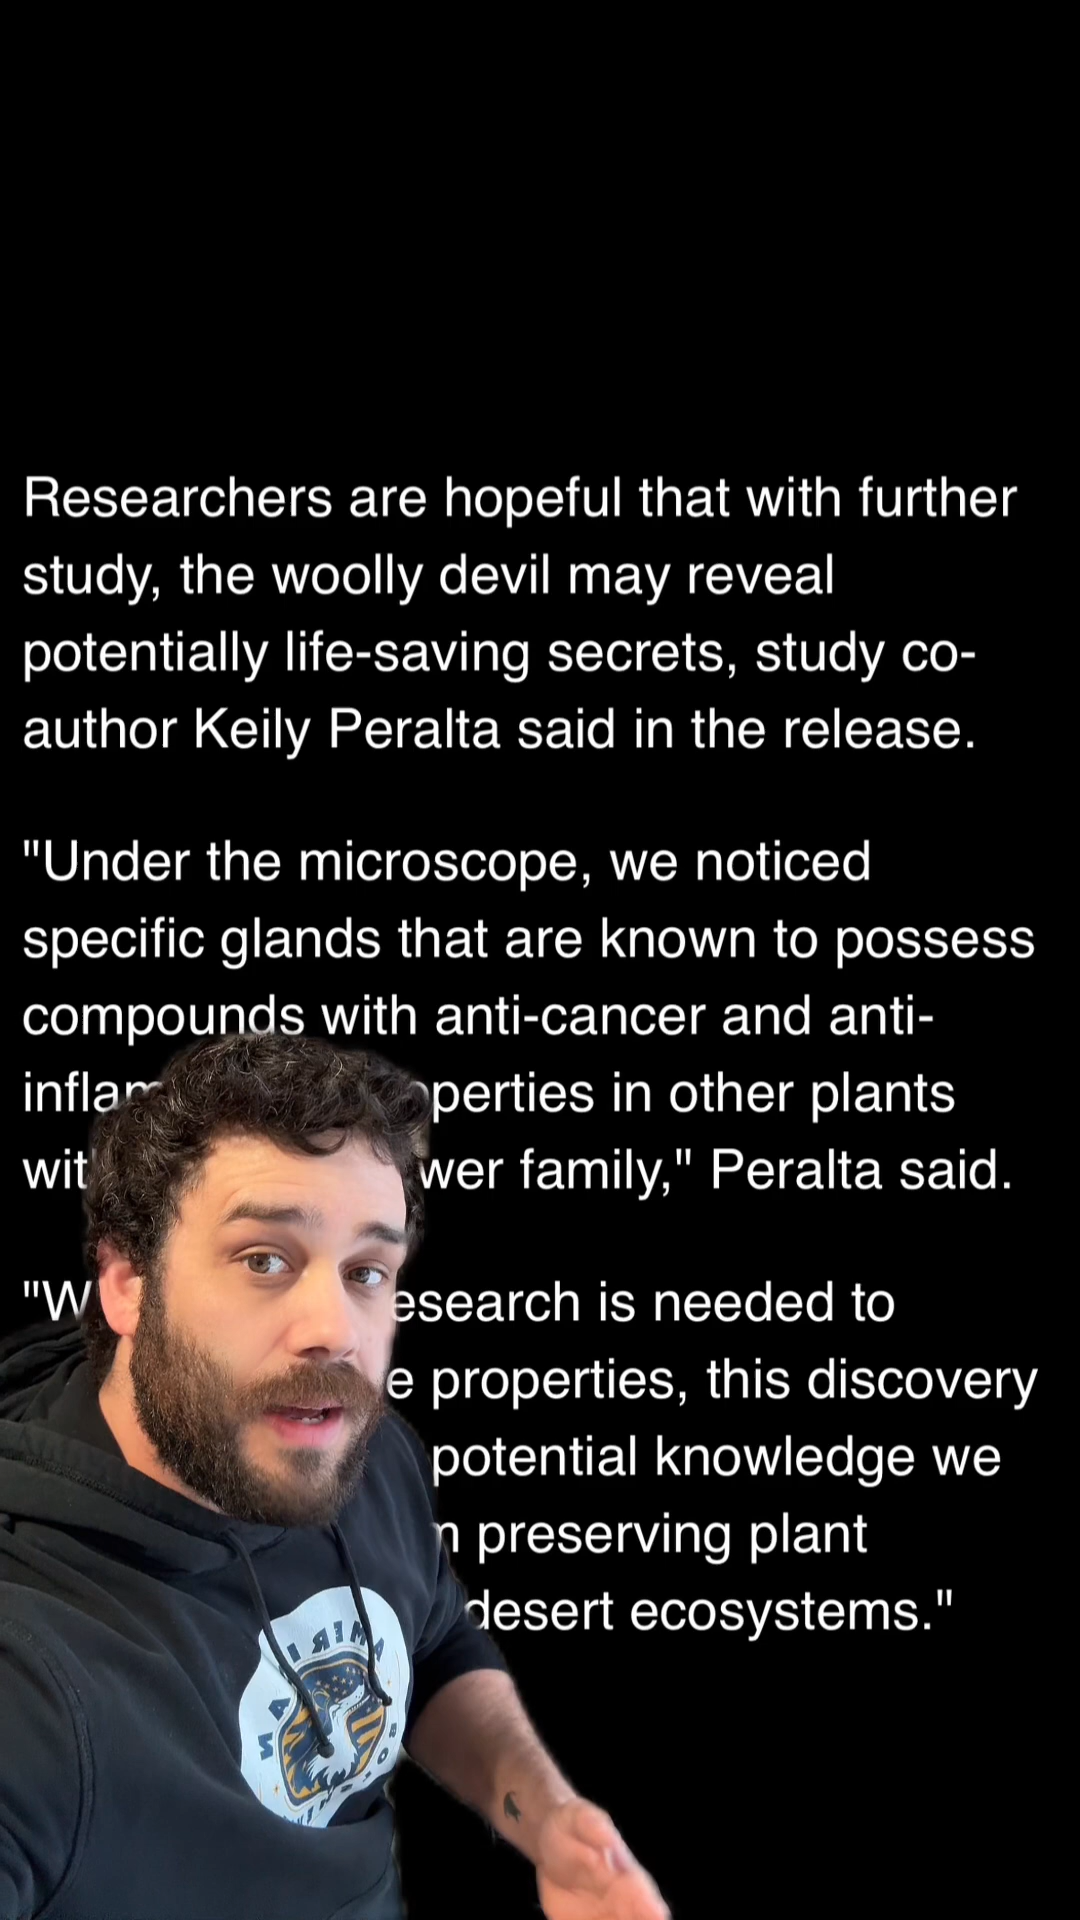 Researchers are hopeful that with further
study, the woolly devil may reveal
potentially life-saving secrets, study co-
author Keily Peralta said in the release.
"Under the microscope, we noticed
specific glands that are known to possess
compounds with anti-cancer and anti-
in other plants
family," Peralta said.
is needed to
properties, this discovery
potential knowledge we
preserving plant
desert ecosystems."